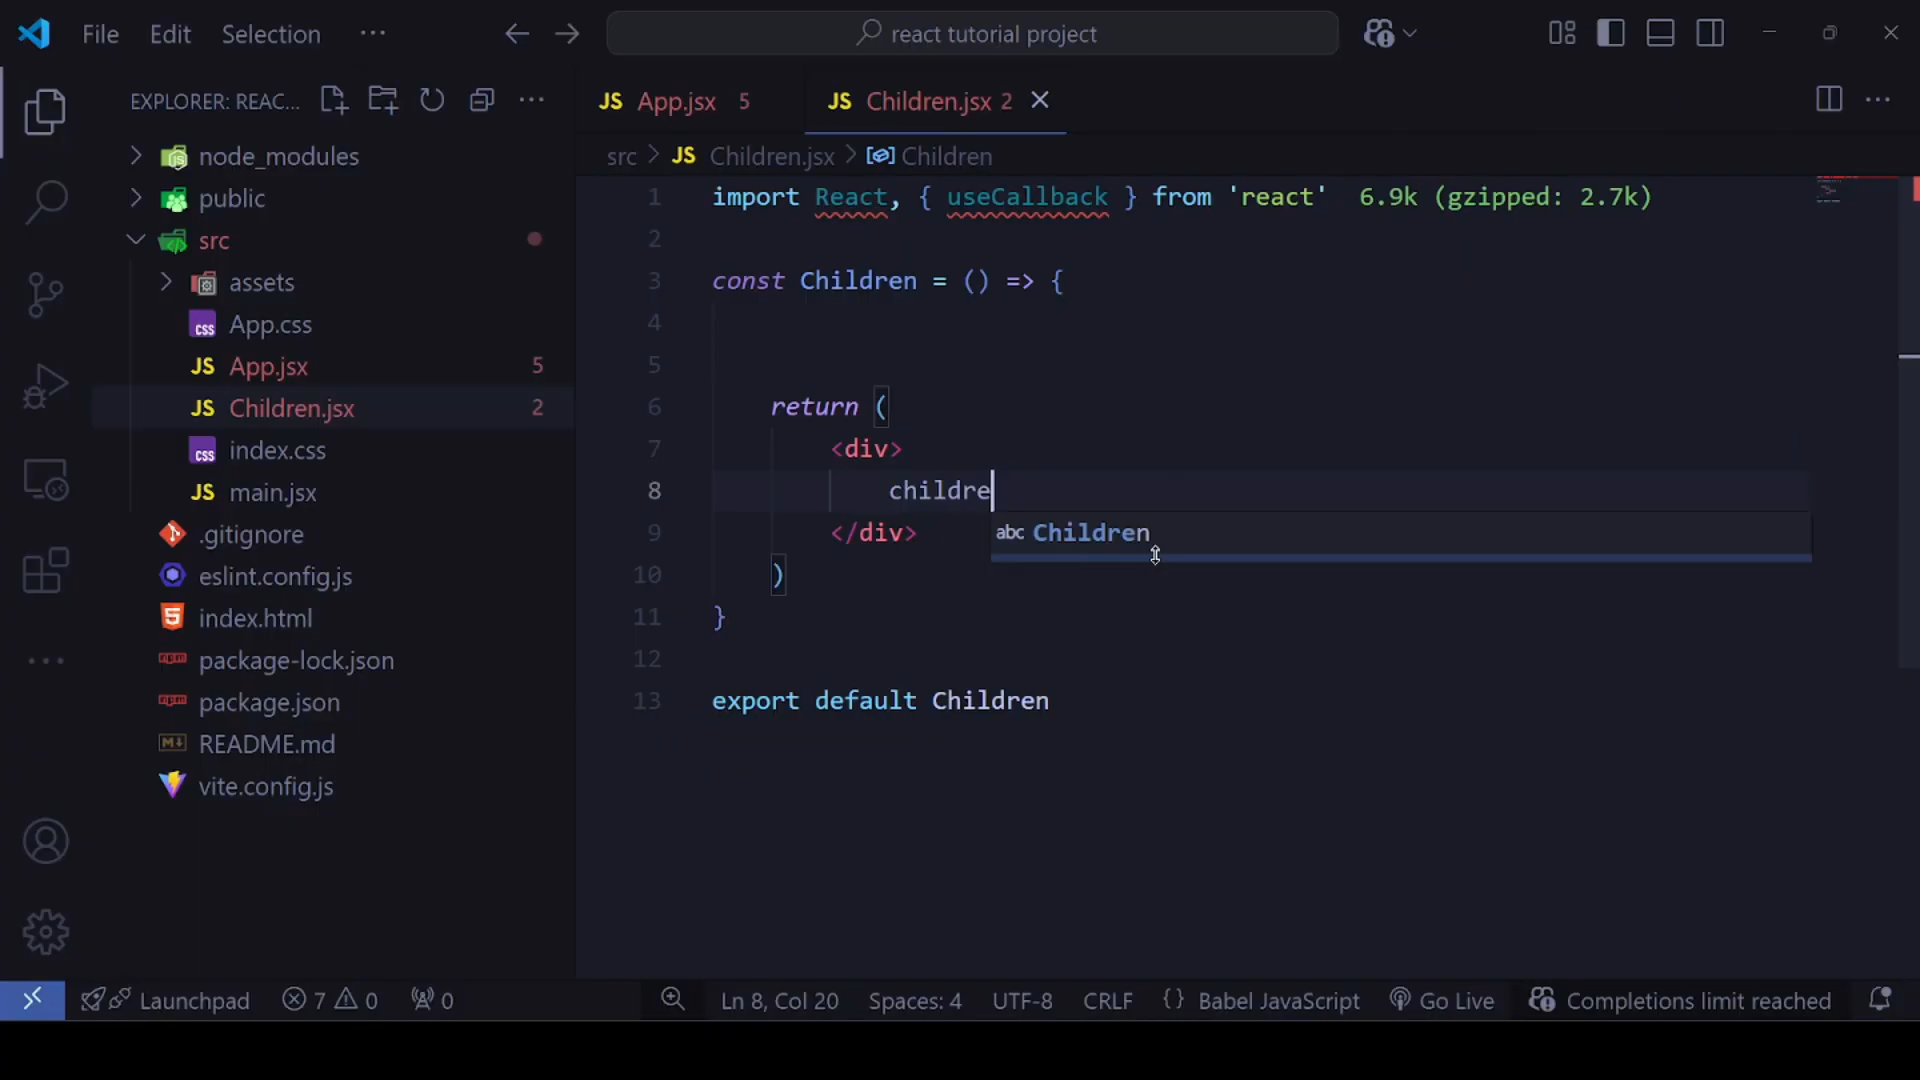 File Edit Selection ··· react tutorial project
EXPLORER: REAC...
node_modules
public
src
assets
App.css
App.jsx 5
Children.jsx 2
index.css
main.jsx
.gitignore
eslint.config.js
index.html
package-lock.json
package.json
README.md
vite.config.js
JS App.jsx 5 JS Children.jsx 2
src > JS Children.jsx > Children
1 import React, { useCallback } from 'react' 6.9k (gzipped: 2.7k)
2
3 const Children = () => {
4
5
6 return (
7 <div>
8 childre
abc Children
9 </div>
10 )
11 }
12
13 export default Children
Launchpad 7 0 0 Ln 8, Col 20 Spaces: 4 UTF-8 CRLF {} Babel JavaScript Go Live Completions limit reached